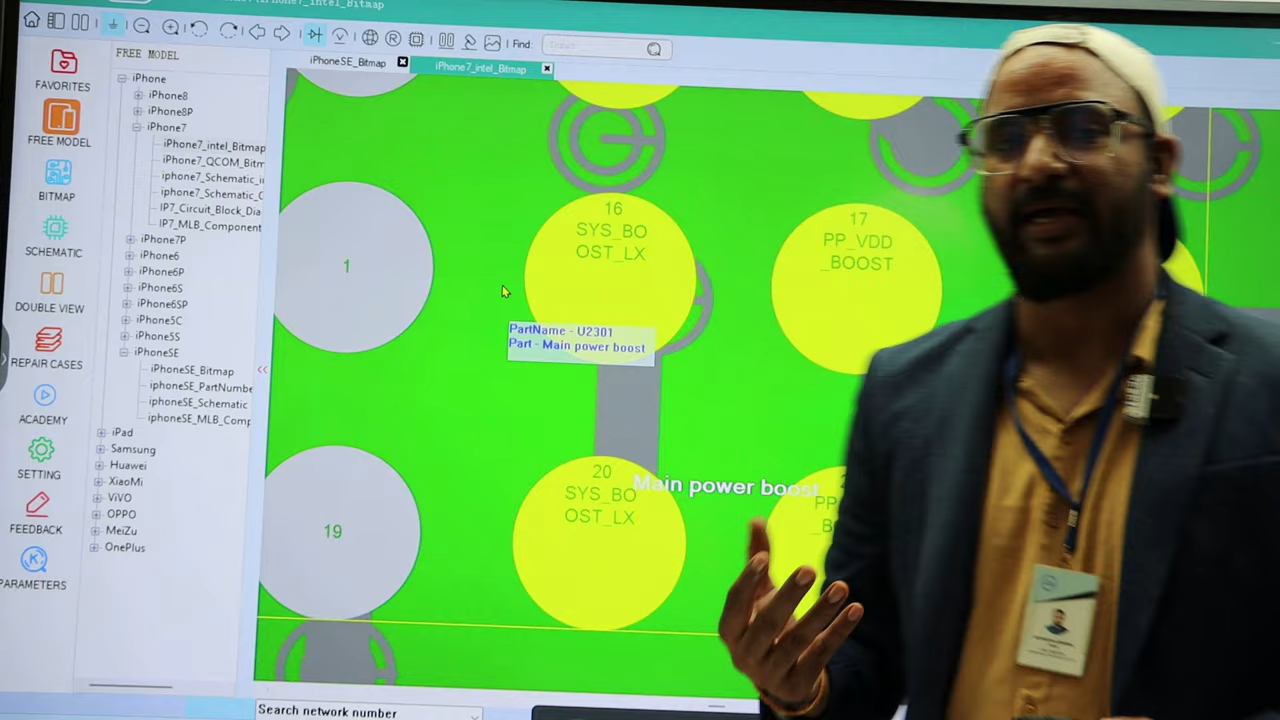 iPhone7_intel_Bitmap
Find:
FREE MODEL
iPhoneSE_Bitmap
iPhone7_intel_Bitmap
FAVORITES
FREE MODEL
BITMAP
SCHEMATIC
DOUBLE VIEW
REPAIR CASES
ACADEMY
SETTING
FEEDBACK
PARAMETERS
iPhone
iPhone8
iPhone8P
iPhone7
iPhone7_intel_Bitmap
iPhone7_QCOM_Bitm
iphone7_Schematic_i
iphone7_Schematic_
IP7_Circuit_Block_Dia
IP7_MLB_Component
iPhone7P
iPhone6
iPhone6P
iPhone6S
iPhone6SP
iPhone5C
iPhone5S
iPhoneSE
iPhoneSE_Bitmap
iphoneSE_PartNumbe
iphoneSE_Schematic
iphoneSE_MLB_Comp
iPad
Samsung
Huawei
XiaoMi
ViVO
OPPO
MeiZu
OnePlus
1
16
SYS_BO
OST_LX
17
PP_VDD
_BOOST
PartName - U2301
Part - Main power boost
19
20
SYS_BO
OST_LX
Main power boost
PP
_B
Search network number